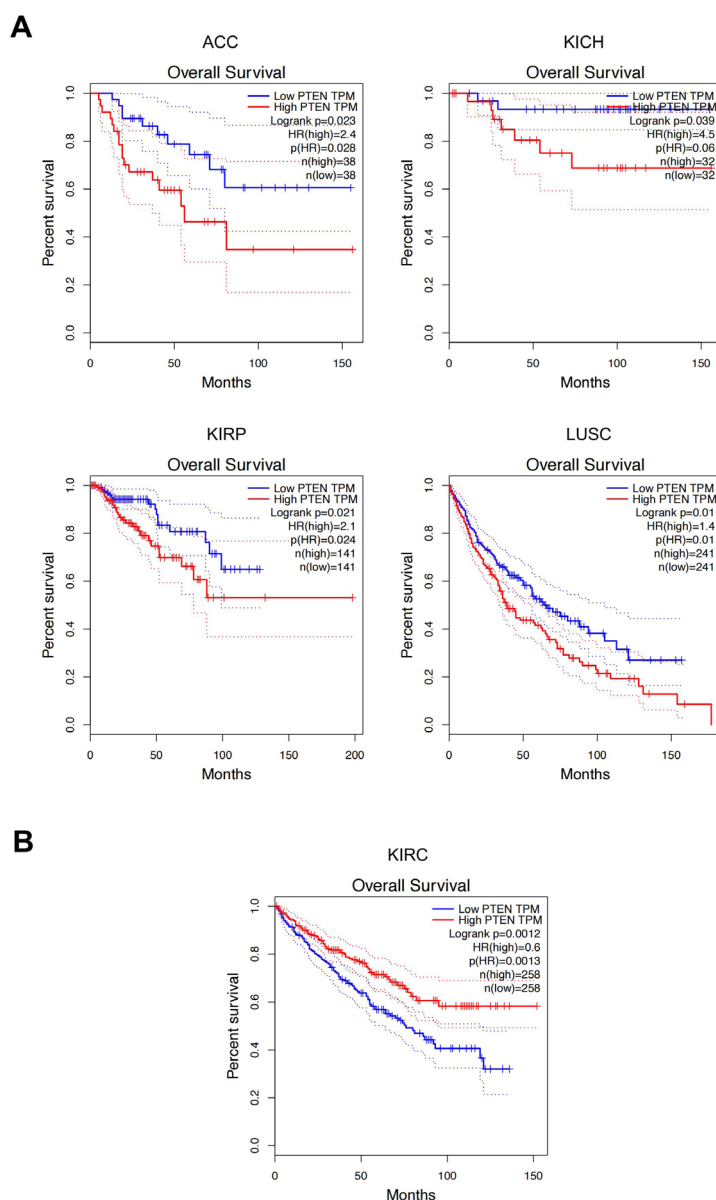 A
ACC
Overall Survival
Low PTEN TPM
High PTEN TPM
Logrank p=0.023
HR(high)=2.4
p(HR)=0.028
n(high)=38
n(low)=38
Percent survival
0.0 0.2 0.4 0.6 0.8 1.0
0 50 100 150
Months
KICH
Overall Survival
Low PTEN TPM
High PTEN TPM
Logrank p=0.039
HR(high)=4.5
p(HR)=0.06
n(high)=32
n(low)=32
Percent survival
0.0 0.2 0.4 0.6 0.8 1.0
0 50 100 150
Months
KIRP
Overall Survival
Low PTEN TPM
High PTEN TPM
Logrank p=0.021
HR(high)=2.1
p(HR)=0.024
n(high)=141
n(low)=141
Percent survival
0.0 0.2 0.4 0.6 0.8 1.0
0 50 100 150 200
Months
LUSC
Overall Survival
Low PTEN TPM
High PTEN TPM
Logrank p=0.01
HR(high)=1.4
p(HR)=0.01
n(high)=241
n(low)=241
Percent survival
0.0 0.2 0.4 0.6 0.8 1.0
0 50 100 150
Months
B
KIRC
Overall Survival
Low PTEN TPM
High PTEN TPM
Logrank p=0.0012
HR(high)=0.6
p(HR)=0.0013
n(high)=258
n(low)=258
Percent survival
0.0 0.2 0.4 0.6 0.8 1.0
0 50 100 150
Months